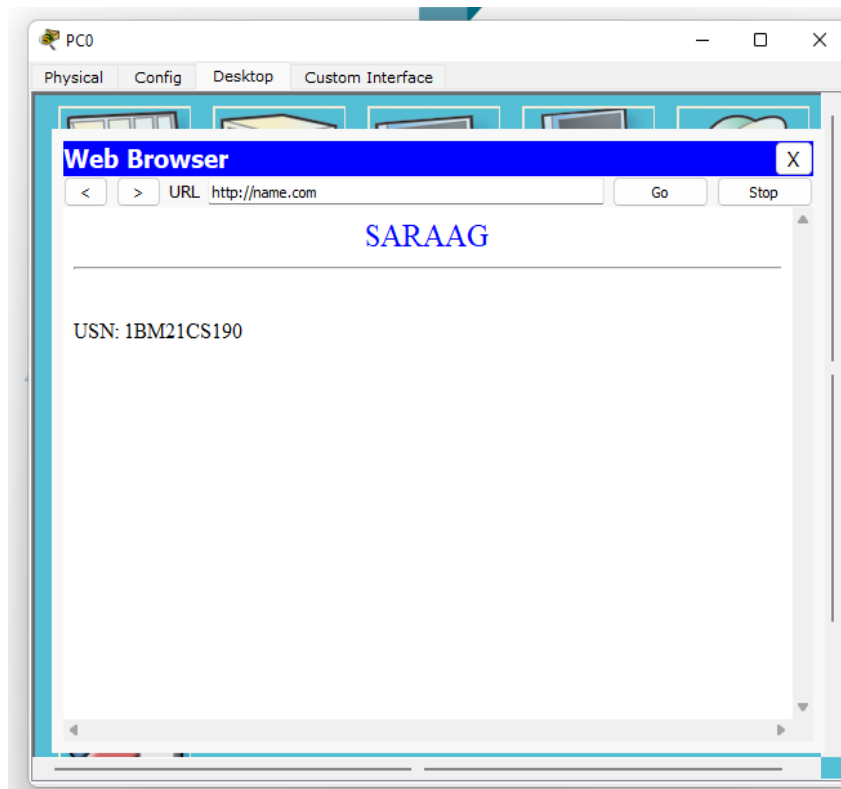 PC0
Physical Config Desktop Custom Interface
Web Browser X
< > URL http://name.com Go Stop
SARAAG
USN: 1BM21CS190